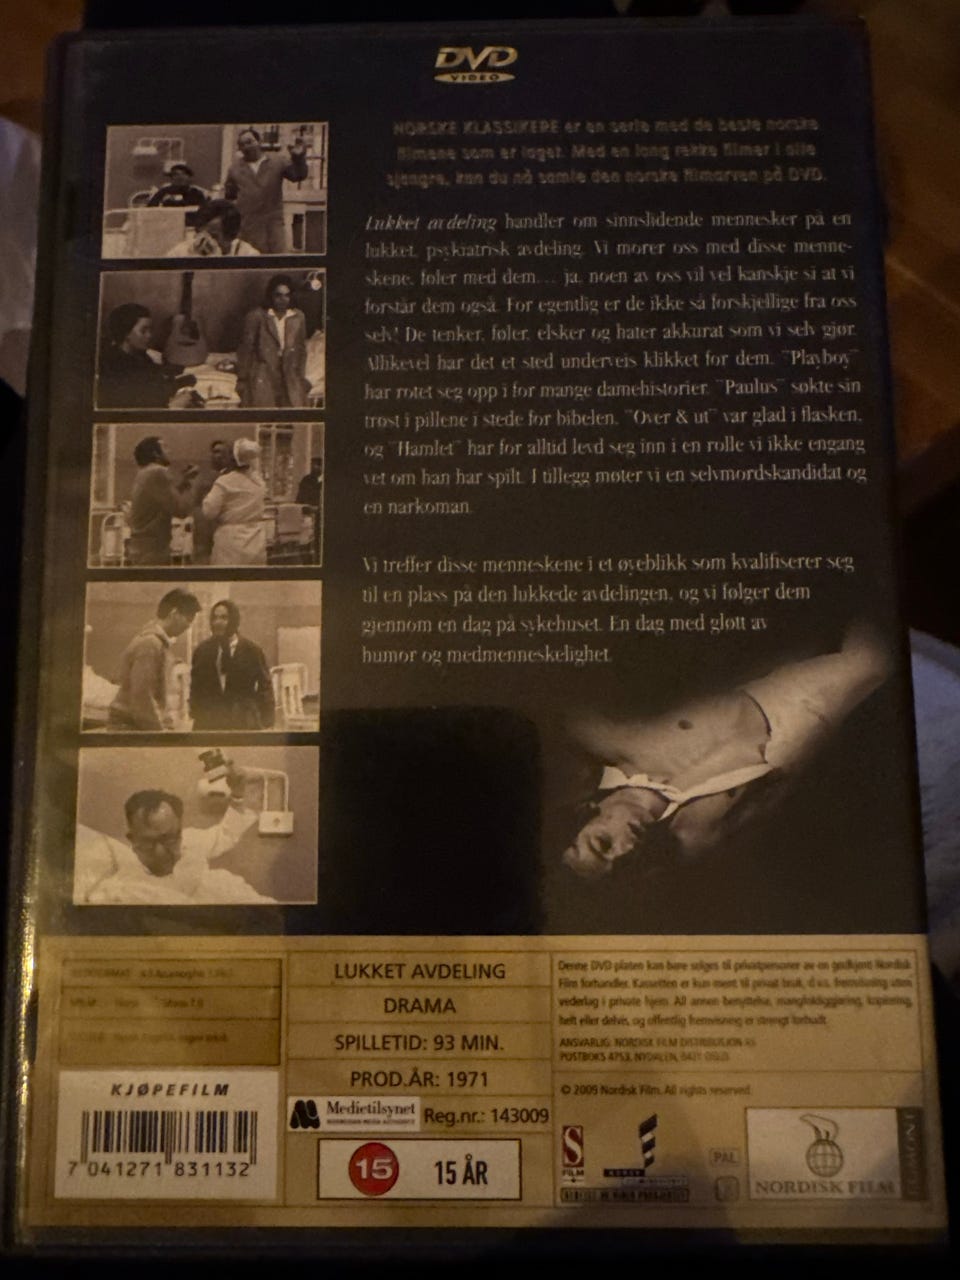 DVD
VIDEO
NORSKE KLASSIKERE er en serie med de beste norske
filmene som er laget. Med en lang rekke filmer i alle
sjangre, kan du nå samle den norske filmarven på DVD.
Lukket avdeling handler om sinnslidende mennesker på en
lukket, psykiatrisk avdeling. Vi morer oss med disse menne-
skene, føler med dem... ja, noen av oss vil vel kanskje si at vi
forstår dem også. For egentlig er de ikke så forskjellige fra oss
selv! De tenker, føler, elsker og hater akkurat som vi selv gjør.
Allikevel har det et sted underveis klikket for dem. "Playboy"
har rotet seg opp i for mange damehistorier. "Paulus" søkte sin
trøst i pillene i stede for bibelen. "Over & ut" var glad i flasken,
og "Hamlet" har for alltid levd seg inn i en rolle vi ikke engang
vet om han har spilt. I tillegg møter vi en selvmordskandidat og
en narkoman.
Vi treffer disse menneskene i et øyeblikk som kvalifiserer seg
til en plass på den lukkede avdelingen, og vi følger dem
gjennom en dag på sykehuset. En dag med gløtt av
humor og medmenneskelighet.
LUKKET AVDELING
DRAMA
SPILLETID: 93 MIN.
PROD.ÅR: 1971
Medietilsynet
NORWEGIAN MEDIA AUTHORITY
Reg.nr.: 143009
15
15 ÅR
KJØPEFILM
7 041271 831132
Denne DVD-platen kan bare selges til privatpersoner av en godkjent Nordisk
Film forhandler. Kassetten er kun ment til privat bruk, d.v.s. fremvisning uten
vederlag i private hjem. All annen benyttelse, mangfoldiggjøring, kopiering,
helt eller delvis, og offentlig fremvisning er strengt forbudt.
ANSVARLIG: NORDISK FILM DISTRIBUSJON AS
POSTBOKS 4753, NYDALEN, 0421 OSLO
© 2009 Nordisk Film. All rights reserved.
S
FILM
PAL
NORDISK FILM